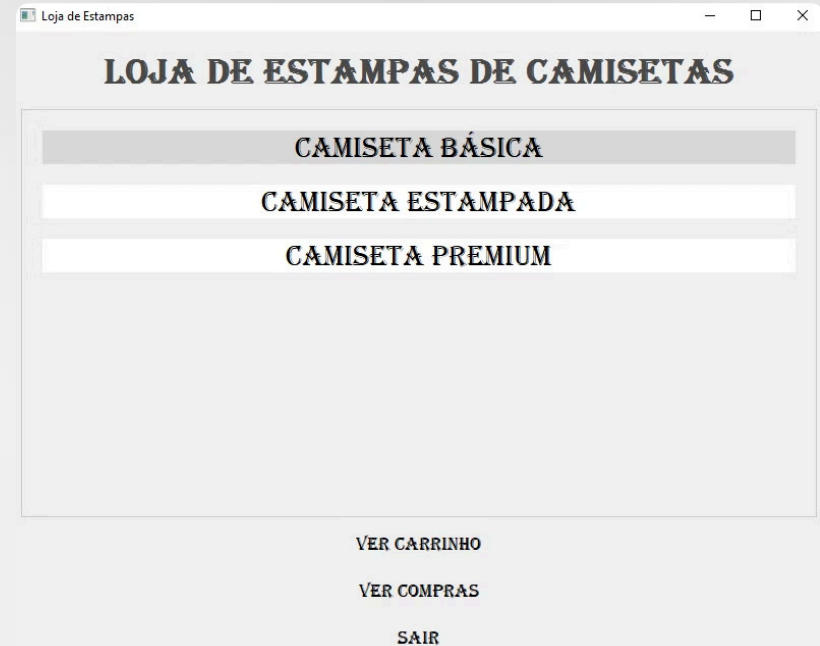 Loja de Estampas
LOJA DE ESTAMPAS DE CAMISETAS
CAMISETA BÁSICA
CAMISETA ESTAMPADA
CAMISETA PREMIUM
VER CARRINHO
VER COMPRAS
SAIR